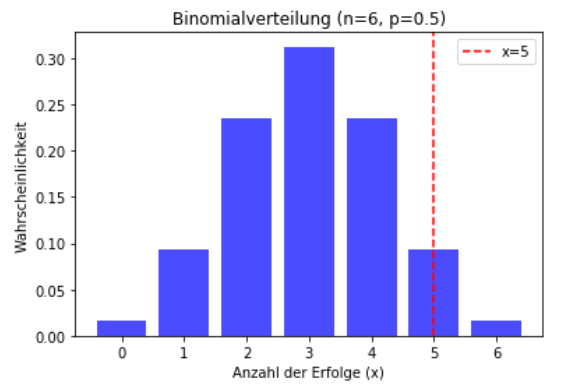 Binomialverteilung (n=6, p=0.5)
x=5
Wahrscheinlichkeit
0.30
0.25
0.20
0.15
0.10
0.05
0.00
0 1 2 3 4 5 6
Anzahl der Erfolge (x)